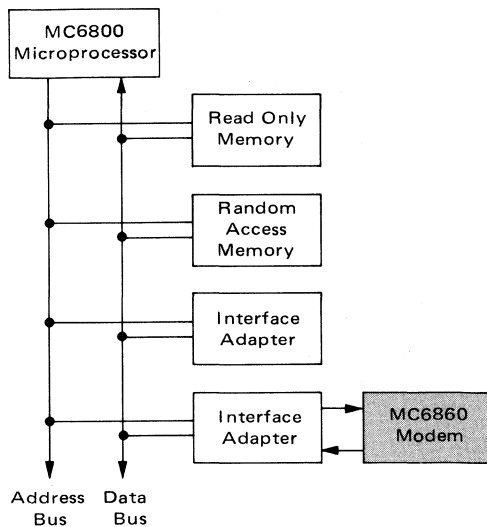 MC6800
Microprocessor
Read Only
Memory
Random
Access
Memory
Interface
Adapter
Interface
Adapter
MC6860
Modem
Address
Bus
Data
Bus